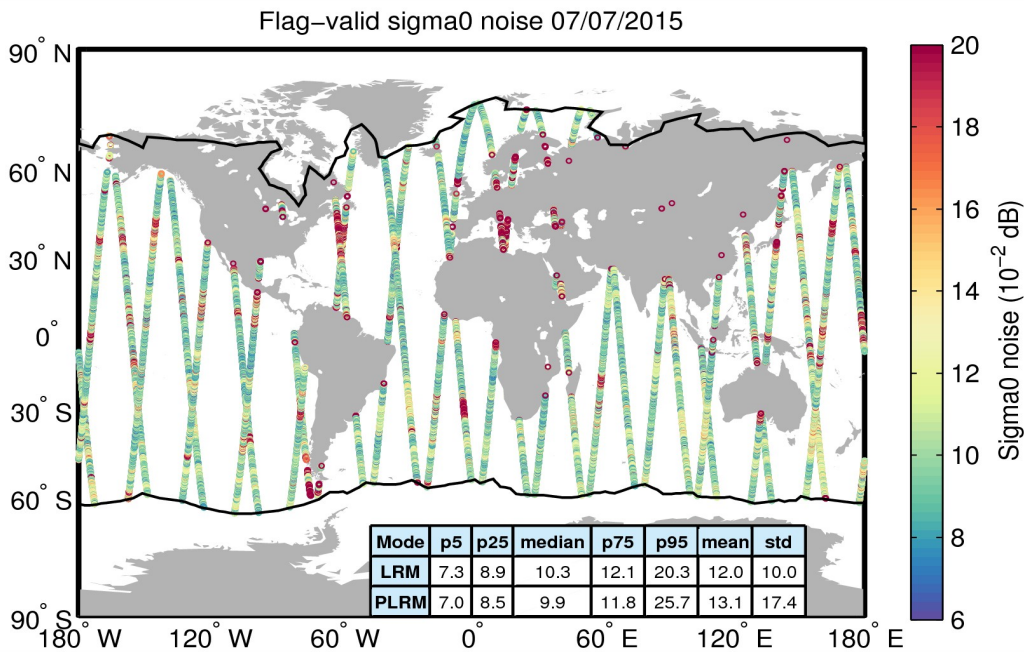 Flag−valid sigma0 noise 07/07/2015
90° N
60° N
30° N
0°
30° S
60° S
90° S
180° W 120° W 60° W 0° 60° E 120° E 180° E
Mode p5 p25 median p75 p95 mean std
LRM 7.3 8.9 10.3 12.1 20.3 12.0 10.0
PLRM 7.0 8.5 9.9 11.8 25.7 13.1 17.4
20
18
16
14
12
10
8
6
Sigma0 noise (10⁻² dB)